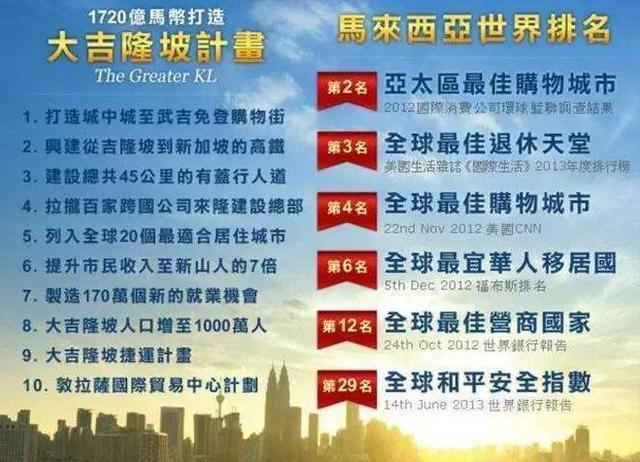 1720億馬幣打造
大吉隆坡計畫
The Greater KL
1. 打造城中城至武吉免登購物街
2. 興建從吉隆坡到新加坡的高鐵
3. 建設總共45公里的有蓋行人道
4. 拉攏百家跨國公司來隆建設總部
5. 列入全球20個最適合居住城市
6. 提升市民收入至新山人的7倍
7. 製造170萬個新的就業機會
8. 大吉隆坡人口增至1000萬人
9. 大吉隆坡捷運計畫
10. 敦拉薩國際貿易中心計劃
馬來西亞世界排名
第2名 亞太區最佳購物城市
2012國際消費公司環球藍聯調查結果
第3名 全球最佳退休天堂
美國生活雜誌《國際生活》2013年度排行榜
第4名 全球最佳購物城市
22nd Nov 2012 美國CNN
第6名 全球最宜華人移居國
5th Dec 2012 福布斯排名
第12名 全球最佳營商國家
24th Oct 2012 世界銀行報告
第29名 全球和平安全指數
14th June 2013 世界銀行報告